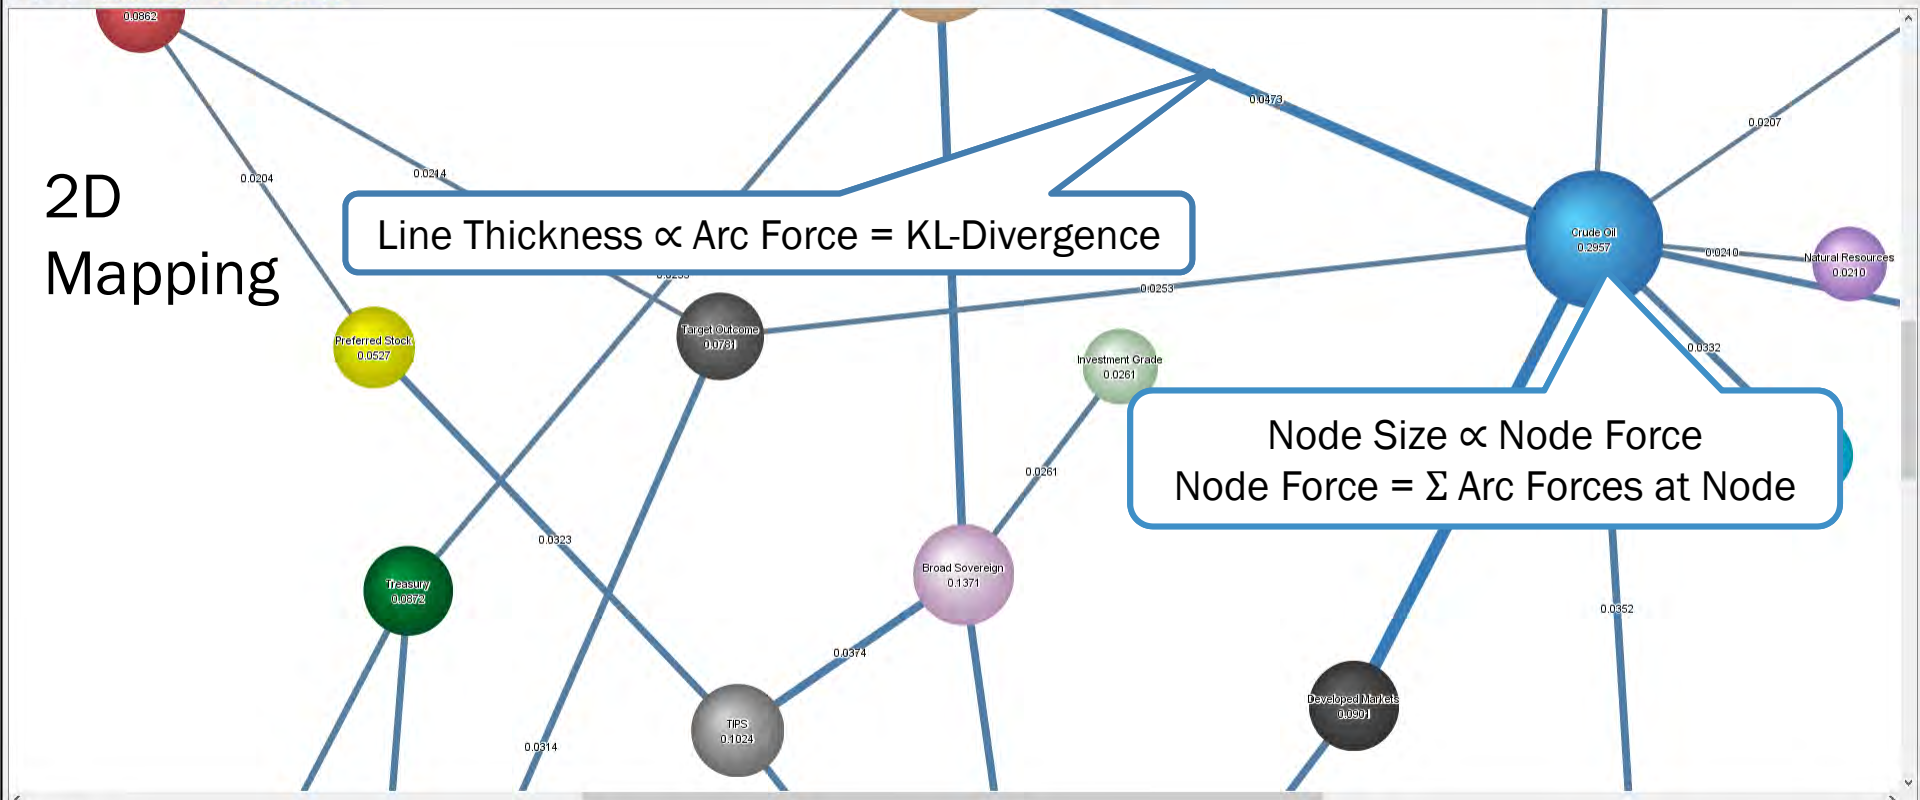 0.0862
0.0473
0.0207
0.0204
0.0214
2D
Mapping
Line Thickness ∝ Arc Force = KL-Divergence
Crude Oil
0.2957
0.0210
Natural Resources
0.0210
0.0253
Preferred Stock
0.0527
Target Outcome
0.0781
Investment Grade
0.0261
0.0332
Node Size ∝ Node Force
Node Force = Σ Arc Forces at Node
0.0261
0.0323
Treasury
0.0872
Broad Sovereign
0.1371
0.0352
0.0374
Developed Markets
0.0901
TIPS
0.1024
0.0314